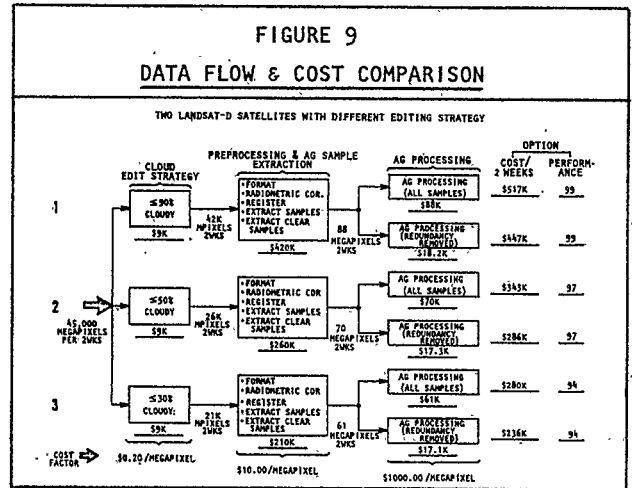 FIGURE 9
DATA FLOW & COST COMPARISON
TWO LANDSAT-D SATELLITES WITH DIFFERENT EDITING STRATEGY
CLOUD
EDIT STRATEGY
PREPROCESSING & AG SAMPLE
EXTRACTION
AG PROCESSING
OPTION
COST/
2 WEEKS
PERFORM-
ANCE
1
≤90%
CLOUDY
$9K
42K
MPIXELS
2WKS
•FORMAT
•RADIOMETRIC COR.
•REGISTER
•EXTRACT SAMPLES
•EXTRACT CLEAR
SAMPLES
$420K
88
MEGAPIXELS
2WKS
AG PROCESSING
(ALL SAMPLES)
$88K
$517K
99
AG PROCESSING
(REDUNDANCY
REMOVED)
$18.2K
$447K
99
2
45,000
MEGAPIXELS
PER 2WKS
≤50%
CLOUDY
$9K
26K
MPIXELS
2WKS
•FORMAT
•RADIOMETRIC COR
•REGISTER
•EXTRACT SAMPLES
•EXTRACT CLEAR
SAMPLES
$260K
70
MEGAPIXELS
2WKS
AG PROCESSING
(ALL SAMPLES)
$70K
$343K
97
AG PROCESSING
(REDUNDANCY
REMOVED)
$17.3K
$286K
97
3
≤30%
CLOUDY
$9K
21K
MPIXELS
2WKS
•FORMAT
•RADIOMETRIC COR
•REGISTER
•EXTRACT SAMPLES
•EXTRACT CLEAR
SAMPLES
$210K
61
MEGAPIXELS
2WKS
AG PROCESSING
(ALL SAMPLES)
$61K
$280K
94
AG PROCESSING
(REDUNDANCY
REMOVED)
$17.1K
$236K
94
COST
FACTOR
$0.20/MEGAPIXEL
$10.00/MEGAPIXEL
$1000.00/MEGAPIXEL